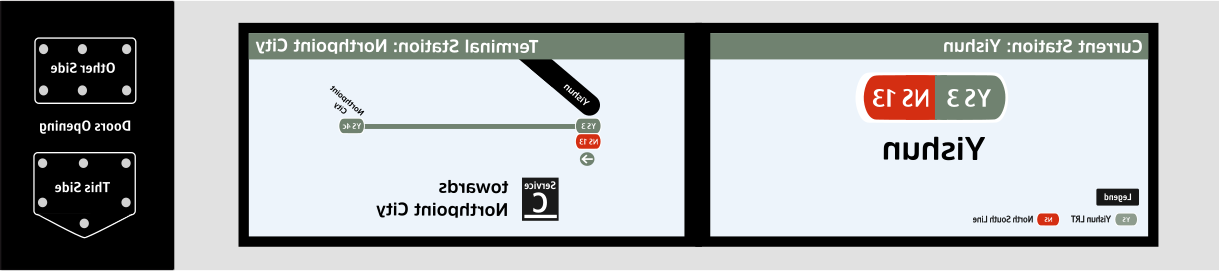 Current Station: Yishun
YS 3 NS 13
Yishun
Legend
YS Yishun LRT NS North South Line
Terminal Station: Northpoint City
Yishun
YS 3
NS 13
Northpoint
City
YS 4c
Service
C
towards
Northpoint City
Other Side
Doors Opening
This Side